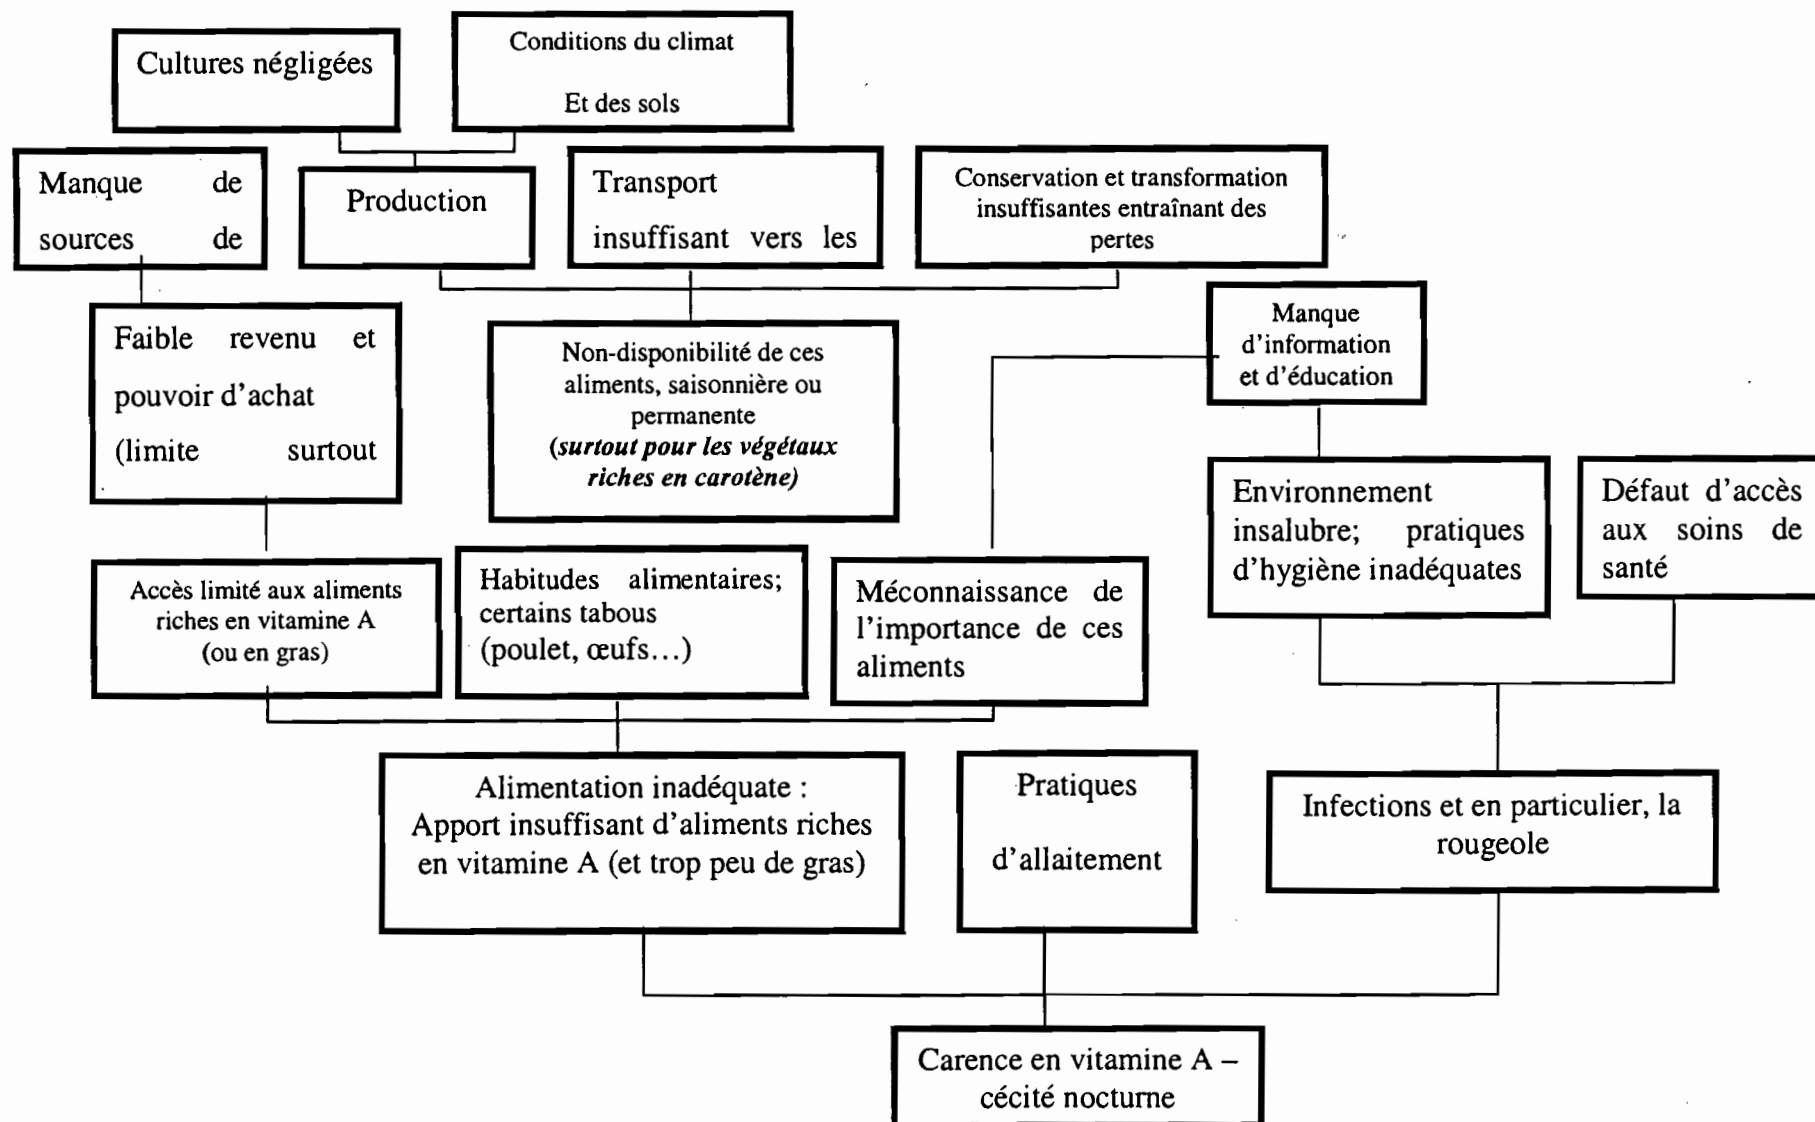 Cultures négligées
Conditions du climat
Et des sols
Manque de
sources de
Production
Transport
insuffisant vers les
Conservation et transformation
insuffisantes entraînant des
pertes
Faible revenu et
pouvoir d'achat
(limite surtout
Non-disponibilité de ces
aliments, saisonnière ou
permanente
(surtout pour les végétaux
riches en carotène)
Manque
d'information
et d'éducation
Environnement
insalubre; pratiques
d'hygiène inadéquates
Défaut d'accès
aux soins de
santé
Accès limité aux aliments
riches en vitamine A
(ou en gras)
Habitudes alimentaires;
certains tabous
(poulet, œufs…)
Méconnaissance de
l'importance de ces
aliments
Alimentation inadéquate :
Apport insuffisant d'aliments riches
en vitamine A (et trop peu de gras)
Pratiques
d'allaitement
Infections et en particulier, la
rougeole
Carence en vitamine A –
cécité nocturne